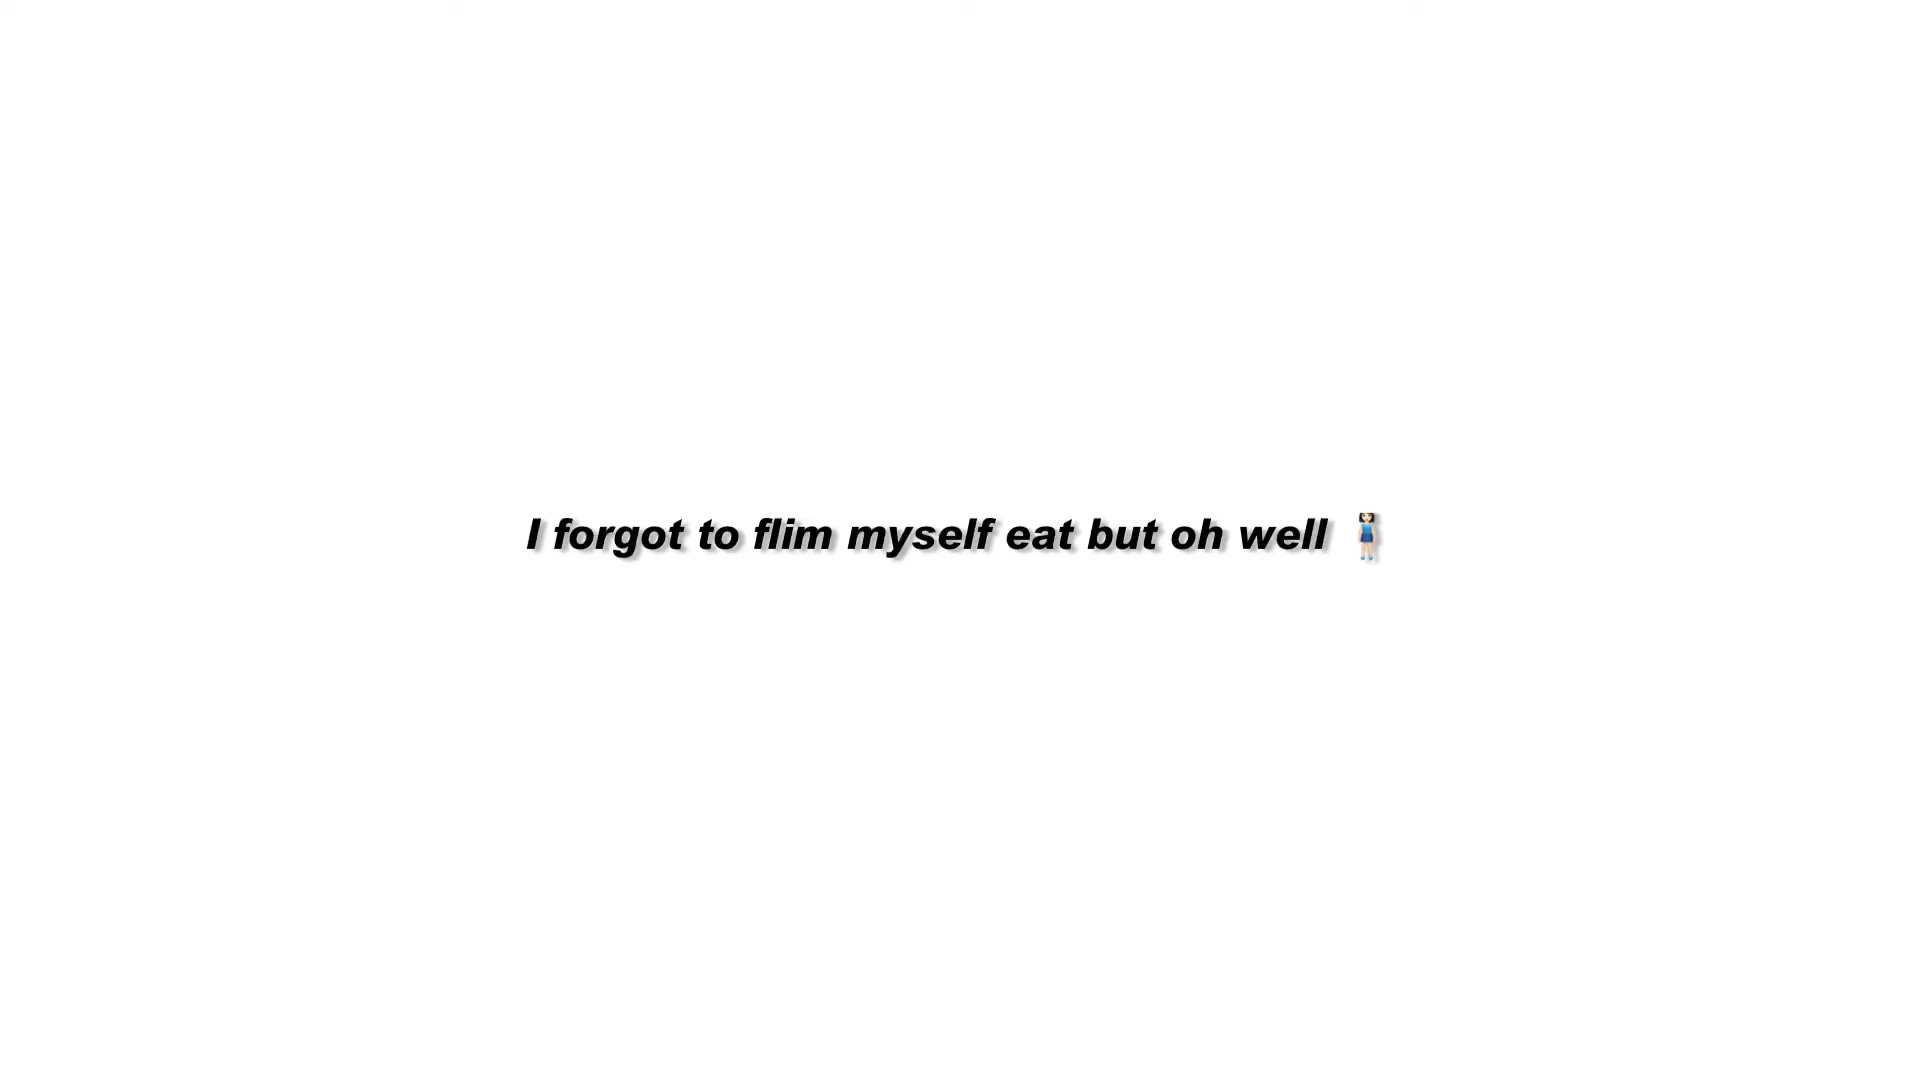 I forgot to flim myself eat but oh well 🧍🏻‍♀️